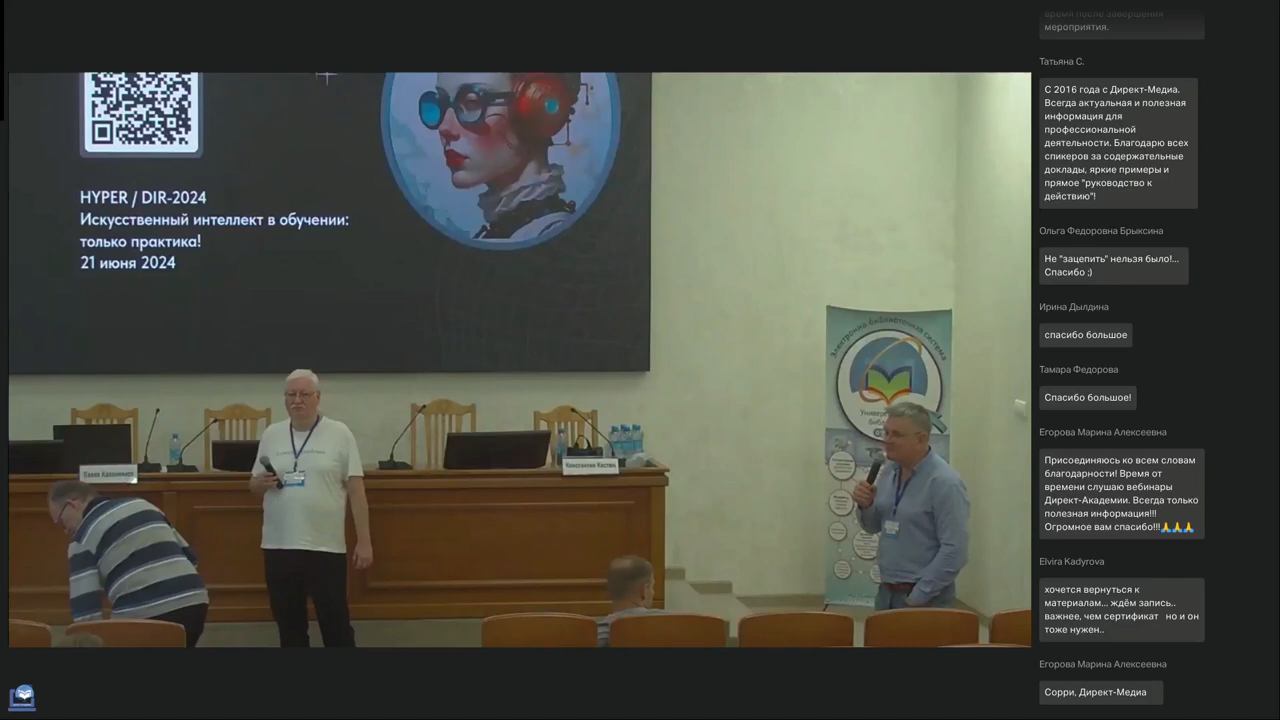 HYPER / DIR-2024
Искусственный интеллект в обучении:
только практика!
21 июня 2024
Электронно-библиотечная система
Константин Костюк
время после завершения
мероприятия.
Татьяна С.
С 2016 года с Директ-Медиа.
Всегда актуальная и полезная
информация для
профессиональной
деятельности. Благодарю всех
спикеров за содержательные
доклады, яркие примеры и
прямое "руководство к
действию"!
Ольга Федоровна Брыксина
Не "зацепить" нельзя было!...
Спасибо ;)
Ирина Дылдина
спасибо большое
Тамара Федорова
Спасибо большое!
Егорова Марина Алексеевна
Присоединяюсь ко всем словам
благодарности! Время от
времени слушаю вебинары
Директ-Академии. Всегда только
полезная информация!!!
Огромное вам спасибо!!!🙏🙏🙏
Elvira Kadyrova
хочется вернуться к
материалам... ждём запись..
важнее, чем сертификат но и он
тоже нужен..
Егорова Марина Алексеевна
Сорри, Директ-Медиа